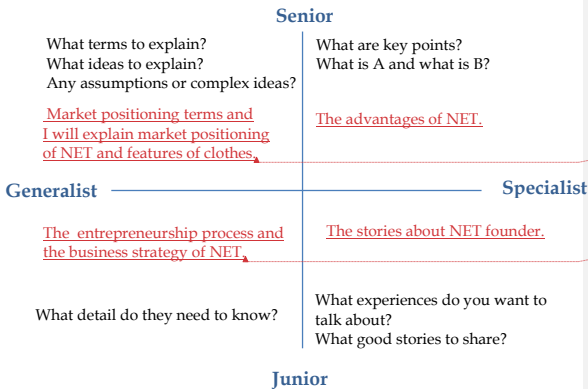 Senior
What terms to explain?
What ideas to explain?
Any assumptions or complex ideas?
What are key points?
What is A and what is B?
Market positioning terms and
I will explain market positioning
of NET and features of clothes.
The advantages of NET.
Generalist
Specialist
The entrepreneurship process and
the business strategy of NET.
The stories about NET founder.
What detail do they need to know?
What experiences do you want to
talk about?
What good stories to share?
Junior